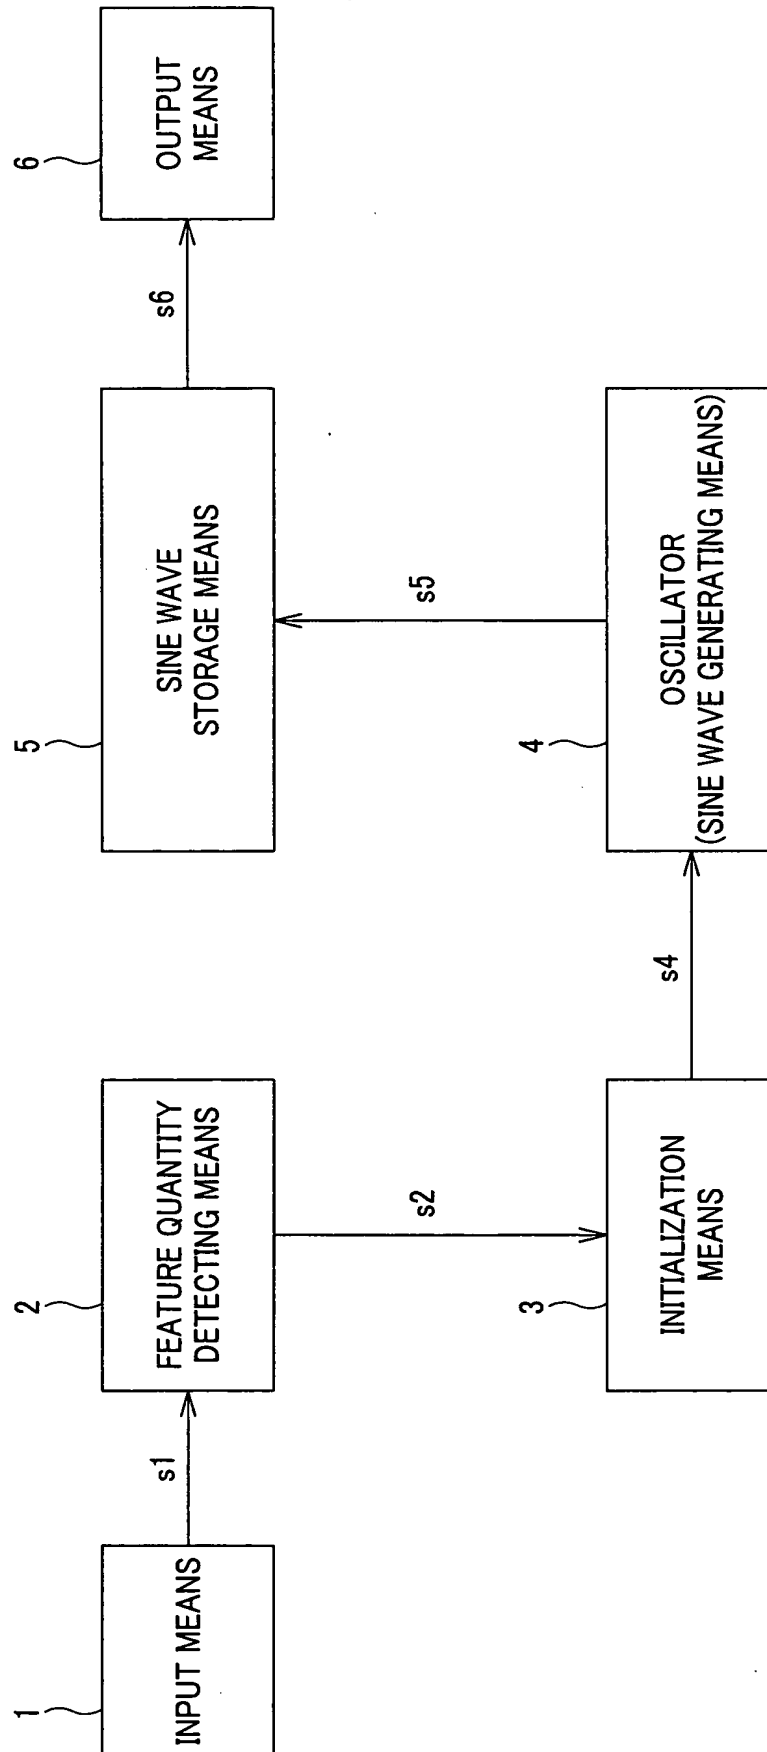 1
INPUT MEANS
s1
2
FEATURE QUANTITY
DETECTING MEANS
s2
3
INITIALIZATION
MEANS
s4
4
OSCILLATOR
(SINE WAVE GENERATING MEANS)
s5
5
SINE WAVE
STORAGE MEANS
s6
6
OUTPUT
MEANS